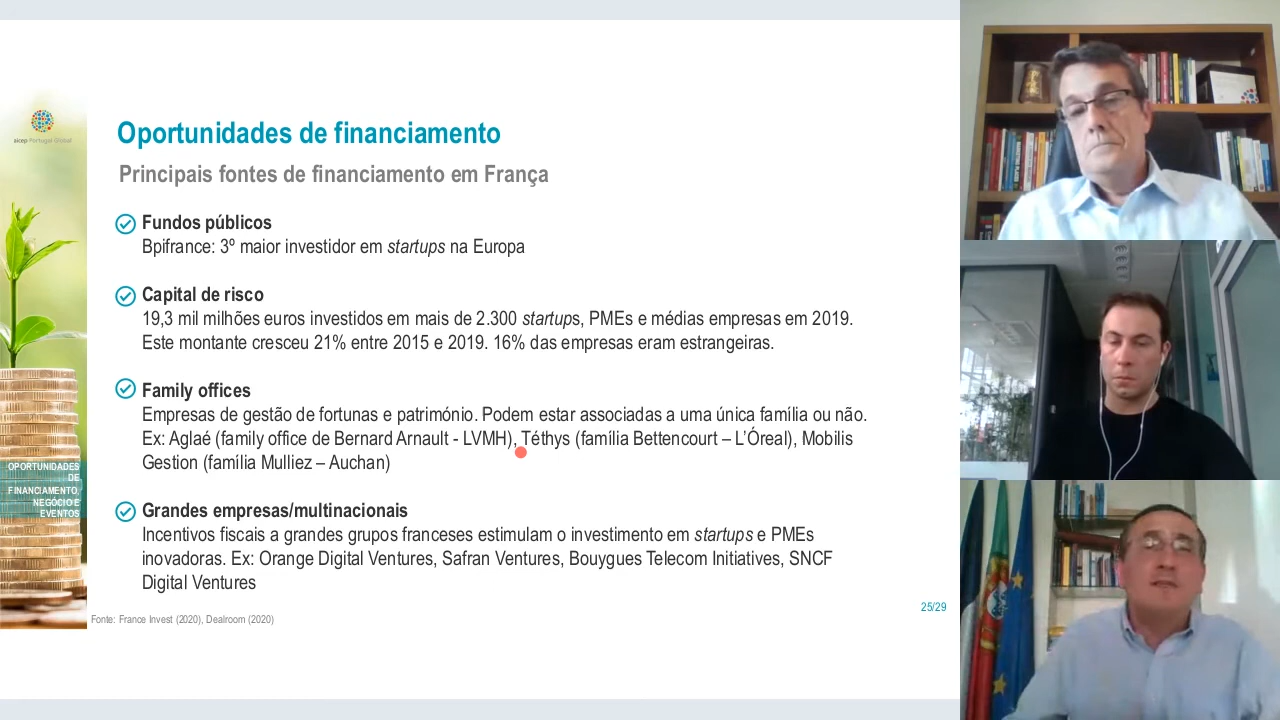 aicep Portugal Global
Oportunidades de financiamento
Principais fontes de financiamento em França
Fundos públicos
Bpifrance: 3º maior investidor em startups na Europa
Capital de risco
19,3 mil milhões euros investidos em mais de 2.300 startups, PMEs e médias empresas em 2019.
Este montante cresceu 21% entre 2015 e 2019. 16% das empresas eram estrangeiras.
Family offices
Empresas de gestão de fortunas e património. Podem estar associadas a uma única família ou não.
Ex: Aglaé (family office de Bernard Arnault - LVMH), Téthys (família Bettencourt – L'Óreal), Mobilis
Gestion (família Mulliez – Auchan)
OPORTUNIDADES
DE
FINANCIAMENTO,
NEGÓCIO E
EVENTOS
Grandes empresas/multinacionais
Incentivos fiscais a grandes grupos franceses estimulam o investimento em startups e PMEs
inovadoras. Ex: Orange Digital Ventures, Safran Ventures, Bouygues Telecom Initiatives, SNCF
Digital Ventures
25/29
Fonte: France Invest (2020), Dealroom (2020)